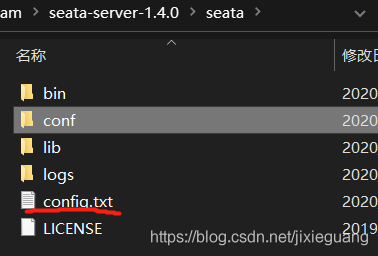 am > seata-server-1.4.0 > seata >
名称 修改日
bin 2020
conf 2020
lib 2020
logs 2020
config.txt 2020
LICENSE 2019
https://blog.csdn.net/jixieguang